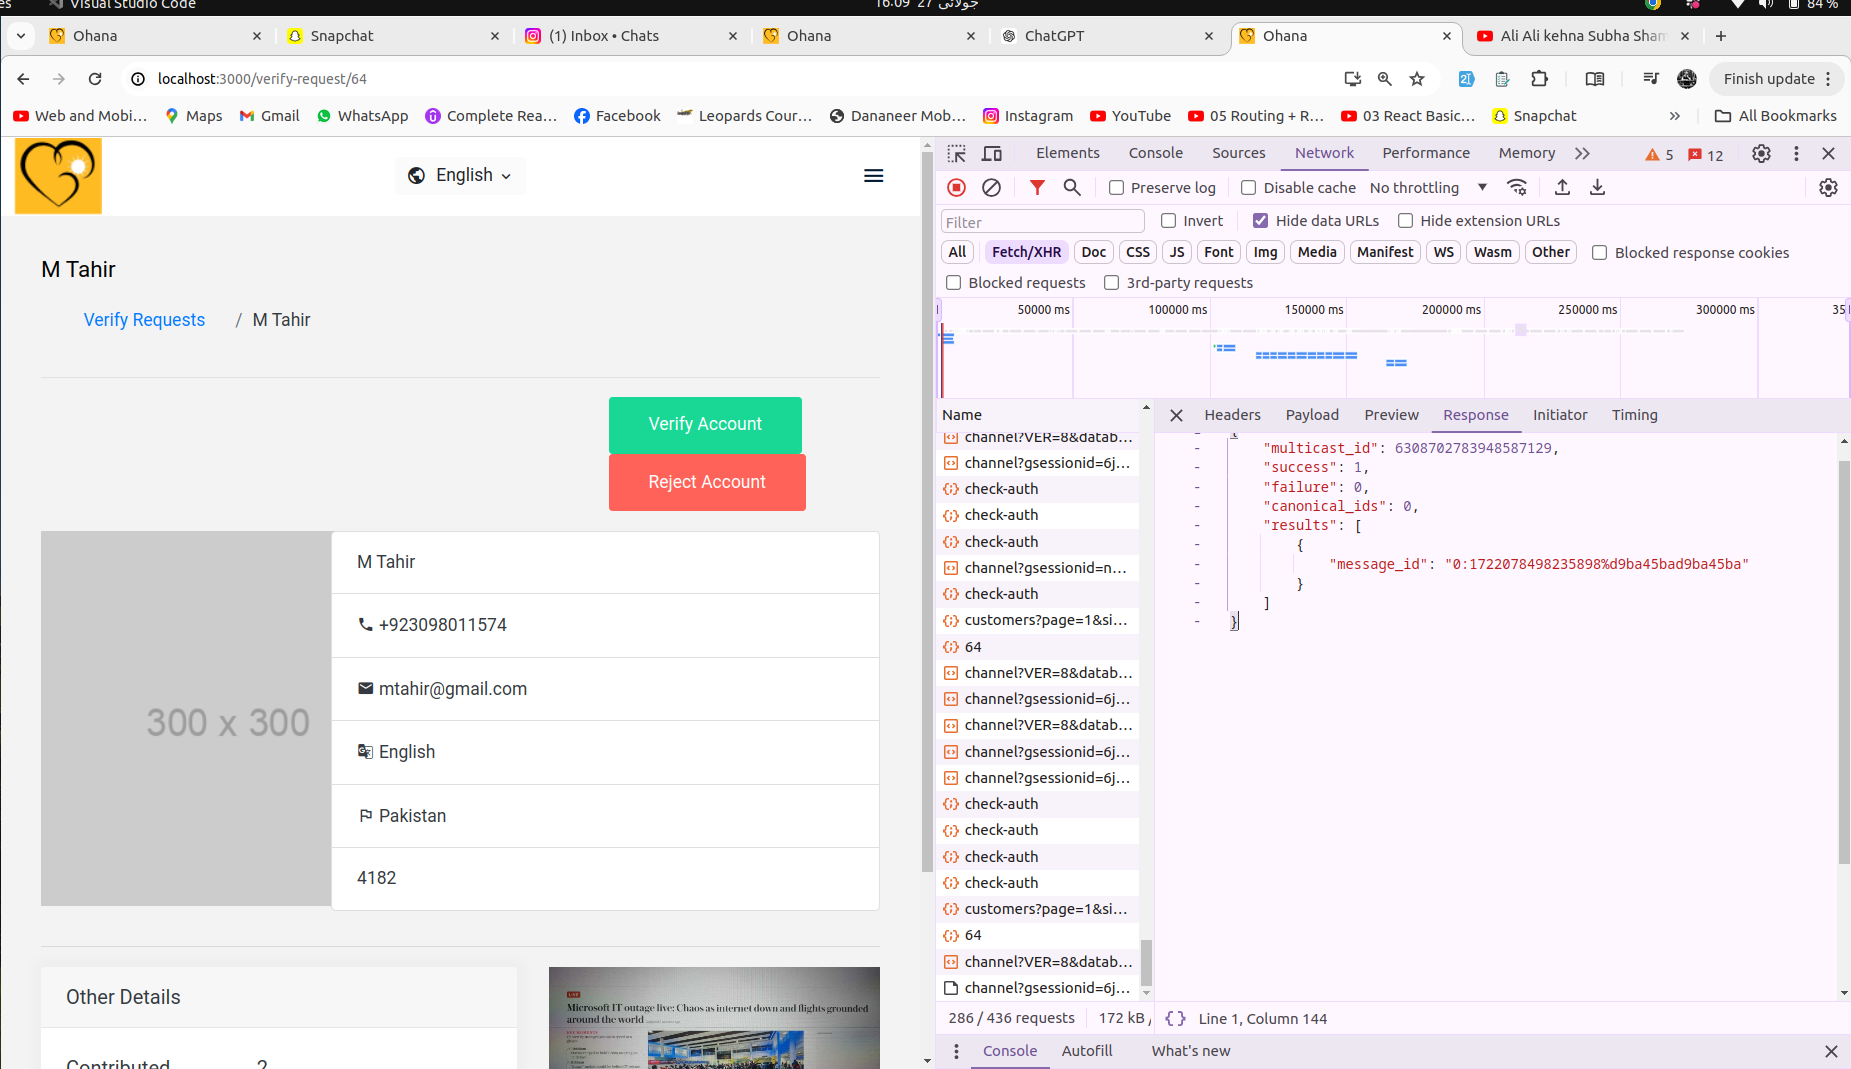 es Visual Studio Code 16:09 27 جولائی 84 %
Ohana
Snapchat
(1) Inbox • Chats
Ohana
ChatGPT
Ohana
Ali Ali kehna Subha Sham
localhost:3000/verify-request/64
Finish update
Web and Mobi...
Maps
Gmail
WhatsApp
Complete Rea...
Facebook
Leopards Cour...
Dananeer Mob...
Instagram
YouTube
05 Routing + R...
03 React Basic...
Snapchat
All Bookmarks
English
M Tahir
Verify Requests / M Tahir
Verify Account
Reject Account
300 x 300
M Tahir
+923098011574
mtahir@gmail.com
English
Pakistan
4182
Other Details
Contributed 2
LIVE
Microsoft IT outage live: Chaos as internet down and flights grounded
around the world
Elements Console Sources Network Performance Memory 5 12
Preserve log Disable cache No throttling
Filter Invert Hide data URLs Hide extension URLs
All Fetch/XHR Doc CSS JS Font Img Media Manifest WS Wasm Other Blocked response cookies
Blocked requests 3rd-party requests
50000 ms 100000 ms 150000 ms 200000 ms 250000 ms 300000 ms 35
Name
channel?VER=8&datab...
channel?gsessionid=6j...
check-auth
check-auth
check-auth
channel?gsessionid=n...
check-auth
customers?page=1&si...
64
channel?VER=8&datab...
channel?gsessionid=6j...
channel?VER=8&datab...
channel?gsessionid=6j...
channel?gsessionid=6j...
check-auth
check-auth
check-auth
check-auth
customers?page=1&si...
64
channel?VER=8&datab...
channel?gsessionid=6j...
Headers Payload Preview Response Initiator Timing
- {
- "multicast_id": 6308702783948587129,
- "success": 1,
- "failure": 0,
- "canonical_ids": 0,
- "results": [
- {
- "message_id": "0:1722078498235898%d9ba45bad9ba45ba"
- }
- ]
- }
286 / 436 requests 172 kB / {} Line 1, Column 144
Console Autofill What's new